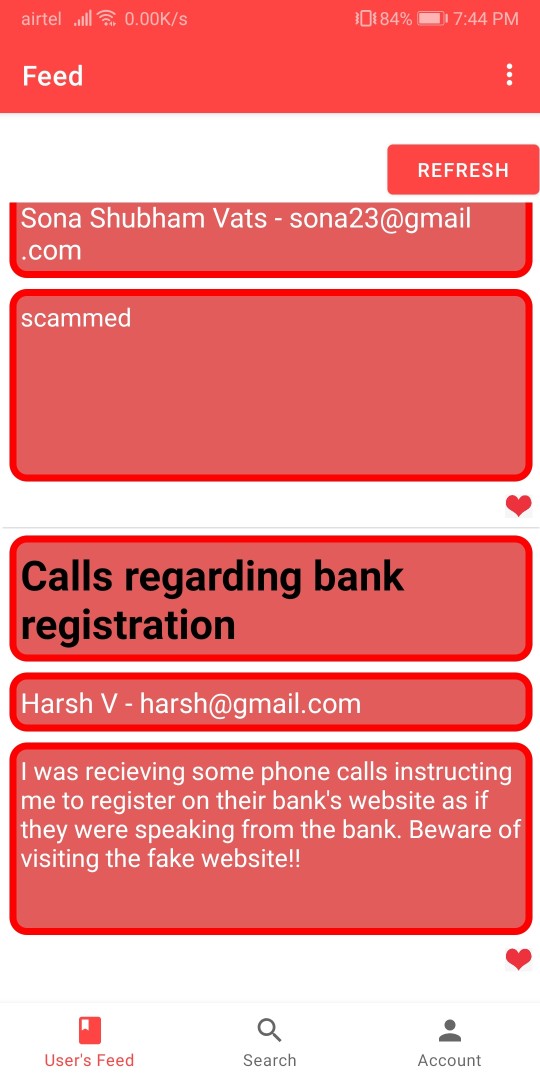 airtel 0.00K/s 84% 7:44 PM
Feed
REFRESH
Sona Shubham Vats - sona23@gmail
.com
scammed
Calls regarding bank
registration
Harsh V - harsh@gmail.com
I was recieving some phone calls instructing
me to register on their bank's website as if
they were speaking from the bank. Beware of
visiting the fake website!!
User's Feed Search Account